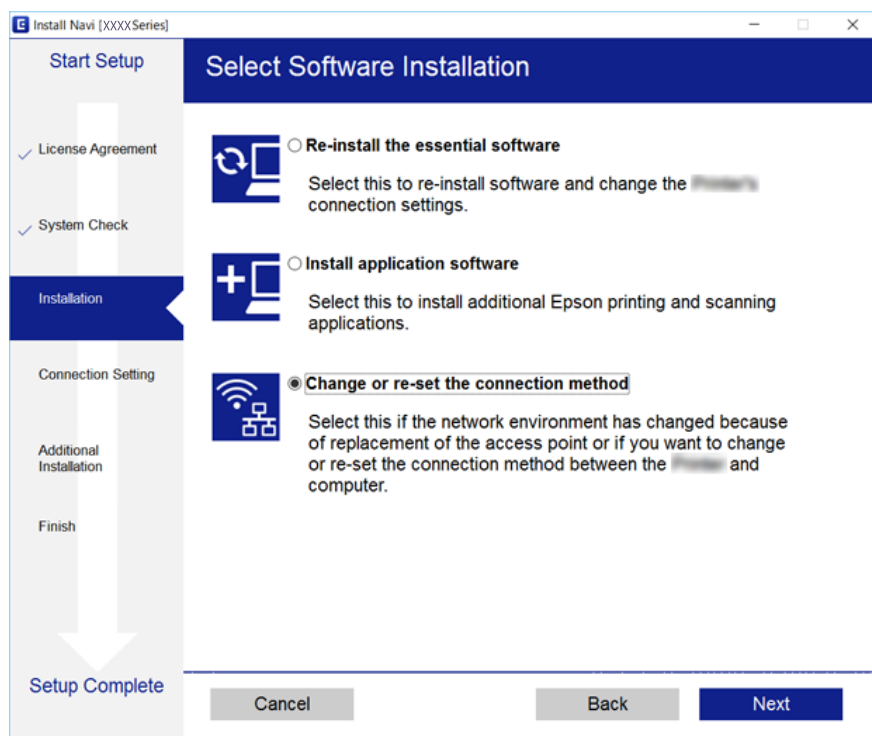 Install Navi [XXXXSeries]
Start Setup
License Agreement
System Check
Installation
Connection Setting
Additional
Installation
Finish
Setup Complete
Select Software Installation
Re-install the essential software
Select this to re-install software and change the
connection settings.
Install application software
Select this to install additional Epson printing and scanning
applications.
Change or re-set the connection method
Select this if the network environment has changed because
of replacement of the access point or if you want to change
or re-set the connection method between the and
computer.
Cancel
Back
Next